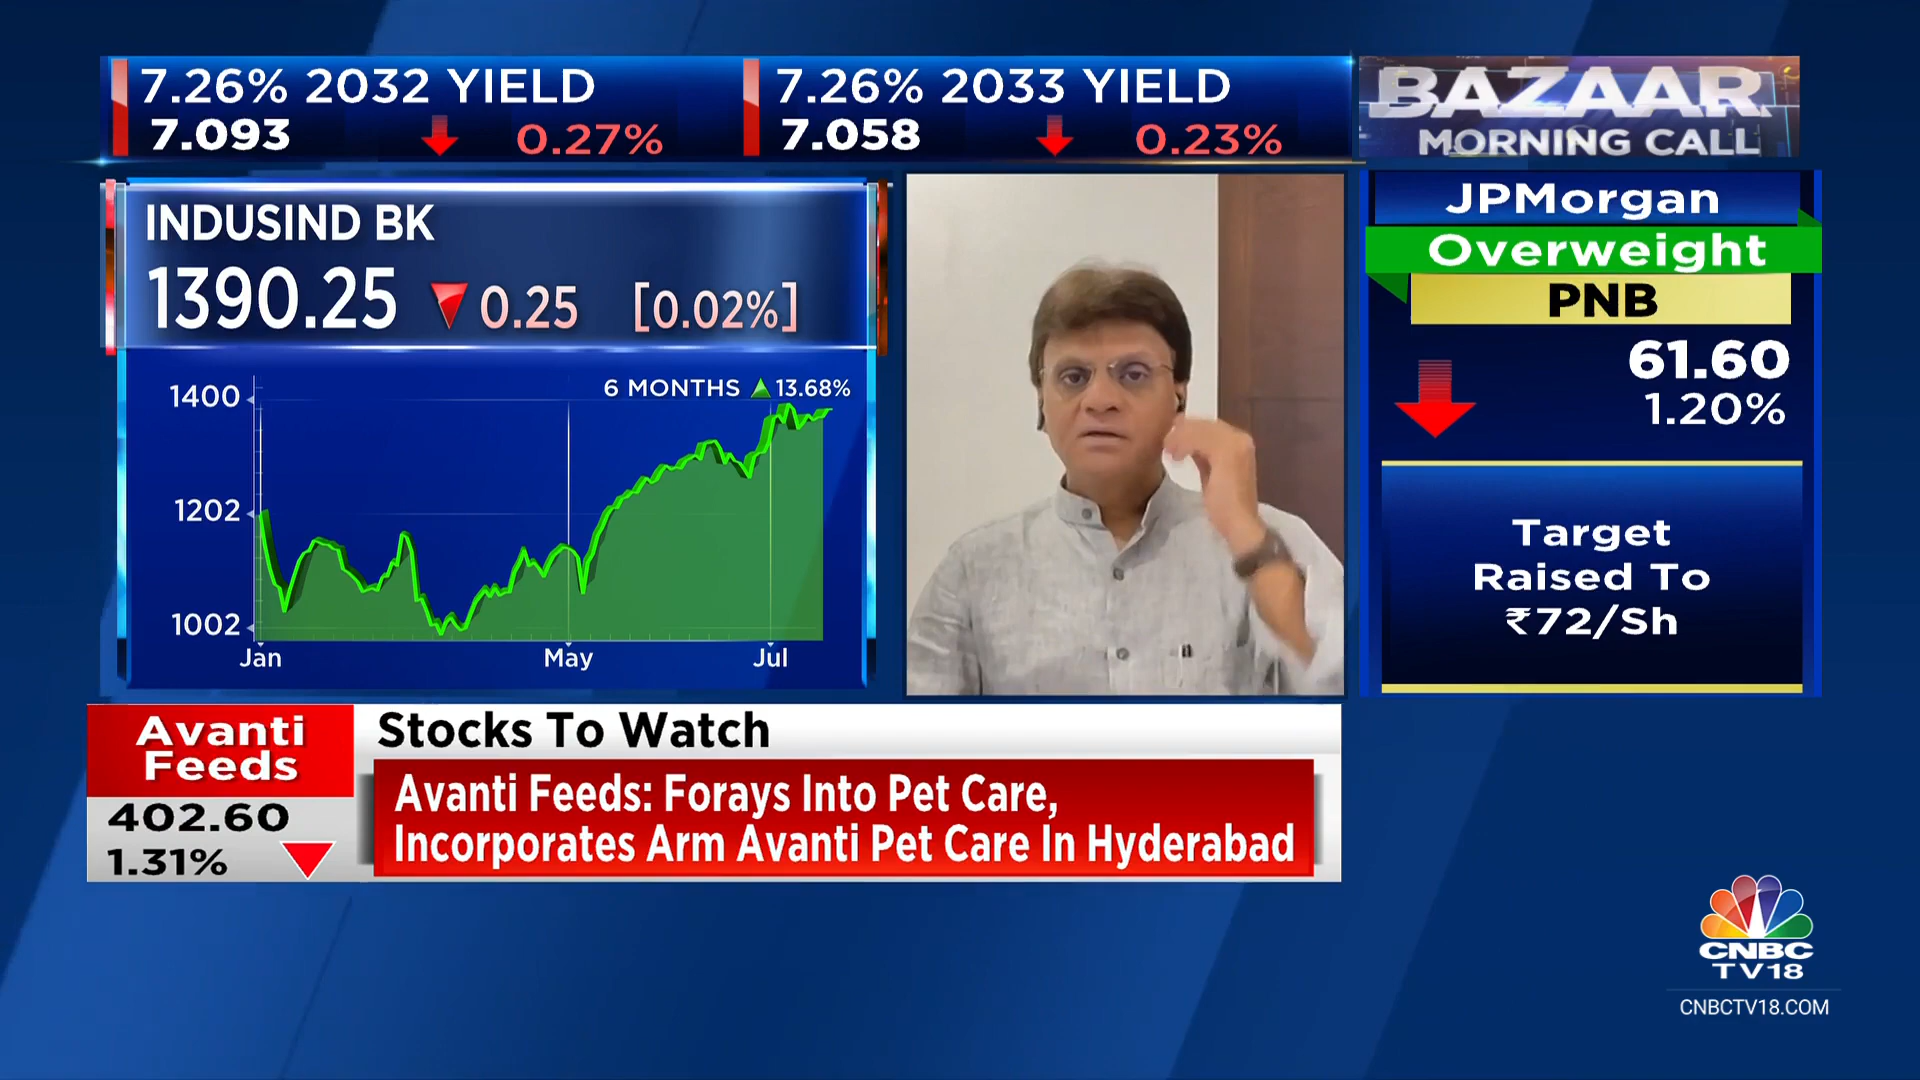 7.26% 2032 YIELD
7.093 0.27%
7.26% 2033 YIELD
7.058 0.23%
BAZAAR
MORNING CALL
INDUSIND BK
1390.25 0.25 [0.02%]
6 MONTHS 13.68%
1400
1202
1002
Jan May Jul
JPMorgan
Overweight
PNB
61.60
1.20%
Target
Raised To
₹72/Sh
Avanti
Feeds
402.60
1.31%
Stocks To Watch
Avanti Feeds: Forays Into Pet Care,
Incorporates Arm Avanti Pet Care In Hyderabad
CNBC
TV18
CNBCTV18.COM